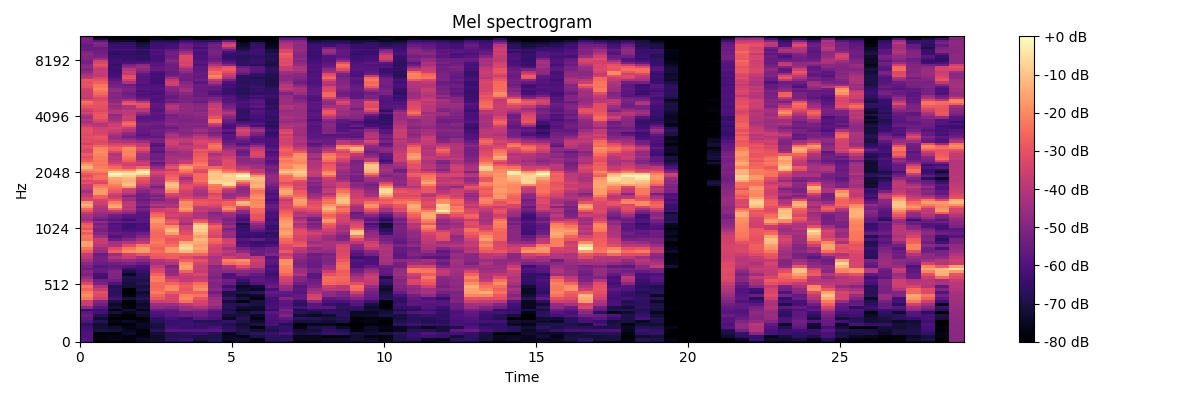 Mel spectrogram
8192
4096
2048
1024
512
0
Hz
0 5 10 15 20 25
Time
+0 dB
-10 dB
-20 dB
-30 dB
-40 dB
-50 dB
-60 dB
-70 dB
-80 dB